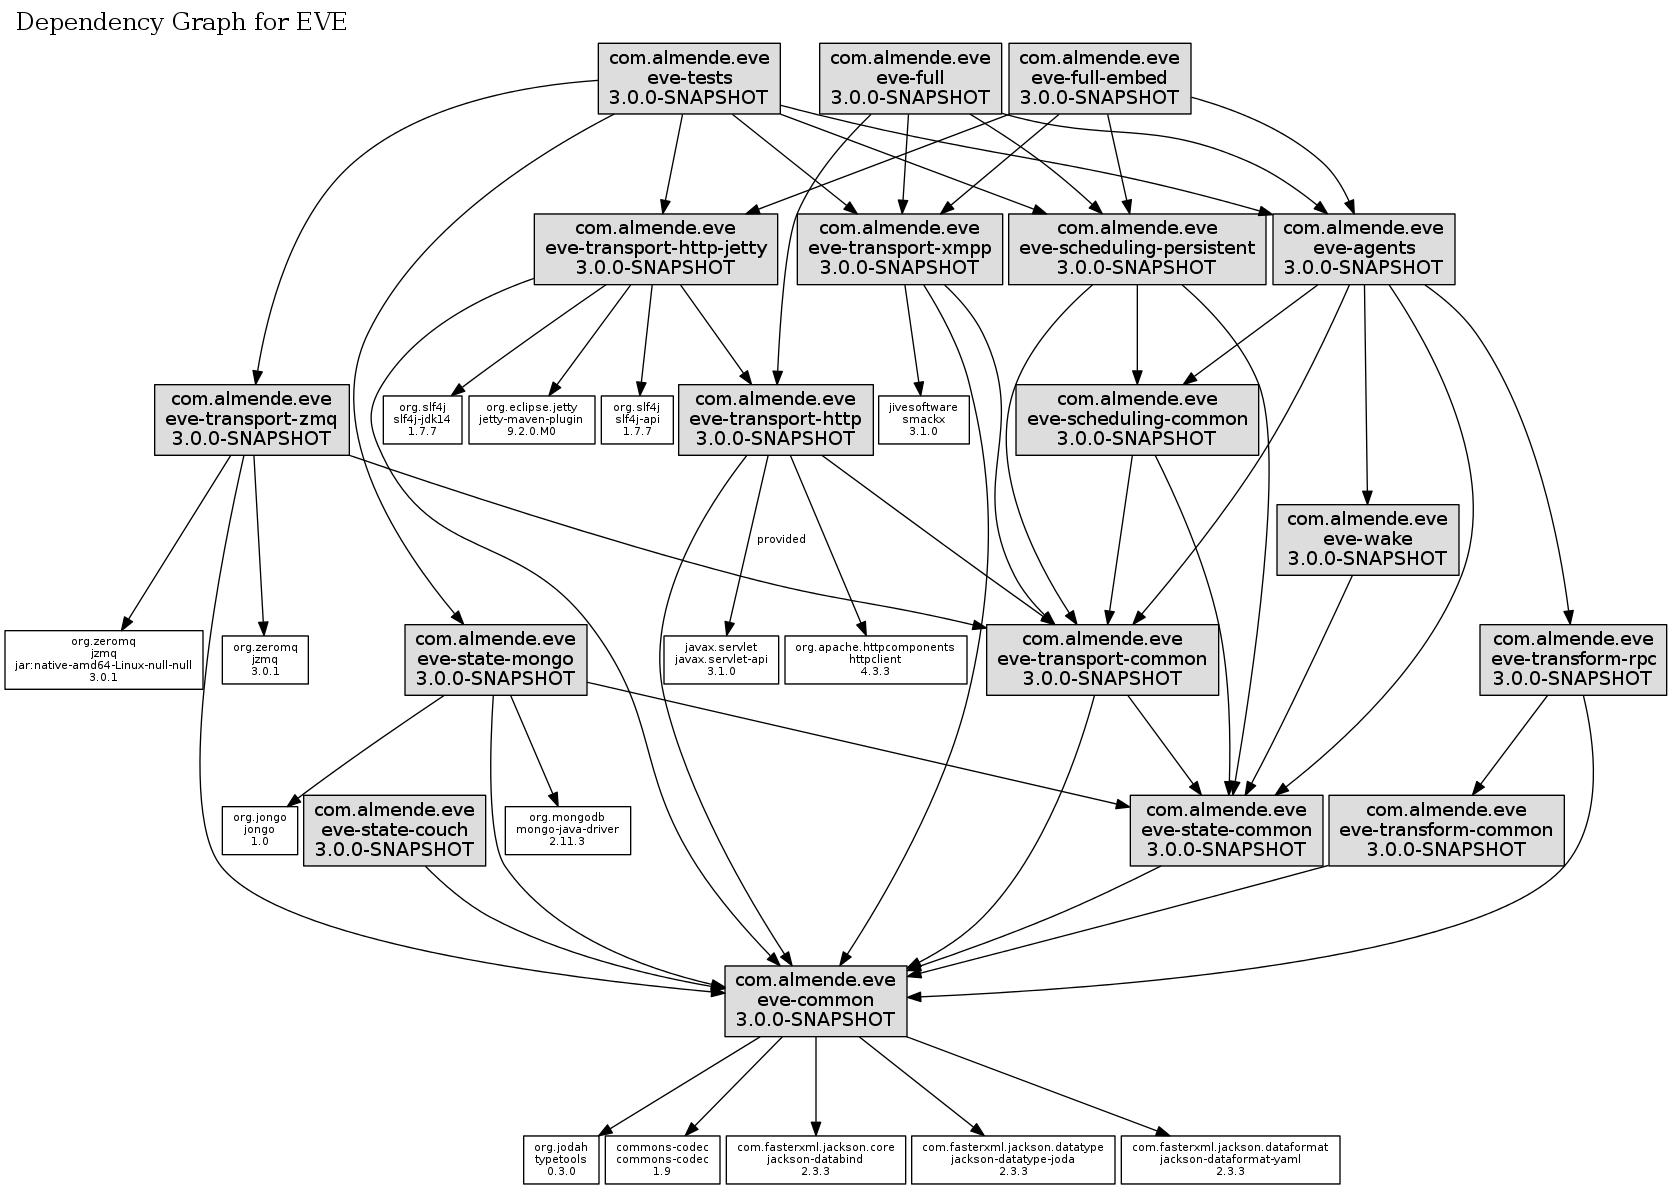 Dependency Graph for EVE
com.almende.eve
eve-tests
3.0.0-SNAPSHOT
com.almende.eve
eve-full
3.0.0-SNAPSHOT
com.almende.eve
eve-full-embed
3.0.0-SNAPSHOT
com.almende.eve
eve-transport-http-jetty
3.0.0-SNAPSHOT
com.almende.eve
eve-transport-xmpp
3.0.0-SNAPSHOT
com.almende.eve
eve-scheduling-persistent
3.0.0-SNAPSHOT
com.almende.eve
eve-agents
3.0.0-SNAPSHOT
com.almende.eve
eve-transport-zmq
3.0.0-SNAPSHOT
org.slf4j
slf4j-jdk14
1.7.7
org.eclipse.jetty
jetty-maven-plugin
9.2.0.M0
org.slf4j
slf4j-api
1.7.7
com.almende.eve
eve-transport-http
3.0.0-SNAPSHOT
jivesoftware
smackx
3.1.0
com.almende.eve
eve-scheduling-common
3.0.0-SNAPSHOT
com.almende.eve
eve-wake
3.0.0-SNAPSHOT
provided
org.zeromq
jzmq
jar:native-amd64-Linux-null-null
3.0.1
org.zeromq
jzmq
3.0.1
com.almende.eve
eve-state-mongo
3.0.0-SNAPSHOT
javax.servlet
javax.servlet-api
3.1.0
org.apache.httpcomponents
httpclient
4.3.3
com.almende.eve
eve-transport-common
3.0.0-SNAPSHOT
com.almende.eve
eve-transform-rpc
3.0.0-SNAPSHOT
org.jongo
jongo
1.0
com.almende.eve
eve-state-couch
3.0.0-SNAPSHOT
org.mongodb
mongo-java-driver
2.11.3
com.almende.eve
eve-state-common
3.0.0-SNAPSHOT
com.almende.eve
eve-transform-common
3.0.0-SNAPSHOT
com.almende.eve
eve-common
3.0.0-SNAPSHOT
org.jodah
typetools
0.3.0
commons-codec
commons-codec
1.9
com.fasterxml.jackson.core
jackson-databind
2.3.3
com.fasterxml.jackson.datatype
jackson-datatype-joda
2.3.3
com.fasterxml.jackson.dataformat
jackson-dataformat-yaml
2.3.3